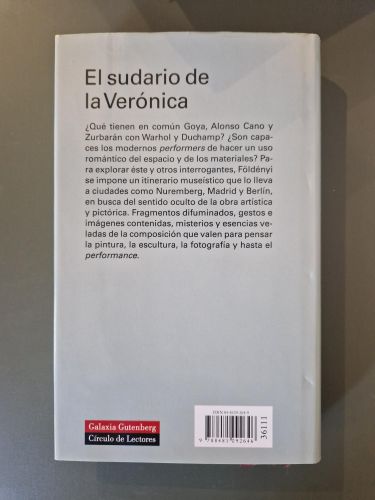 El sudario de
la Verónica
¿Qué tienen en común Goya, Alonso Cano y
Zurbarán con Warhol y Duchamp? ¿Son capa-
ces los modernos performers de hacer un uso
romántico del espacio y de los materiales? Pa-
ra explorar éste y otros interrogantes, Földényi
se impone un itinerario museístico que lo lleva
a ciudades como Nuremberg, Madrid y Berlín,
en busca del sentido oculto de la obra artística
y pictórica. Fragmentos difuminados, gestos e
imágenes contenidas, misterios y esencias ve-
ladas de la composición que valen para pensar
la pintura, la escultura, la fotografía y hasta el
performance.
Galaxia Gutenberg
Círculo de Lectores
36111